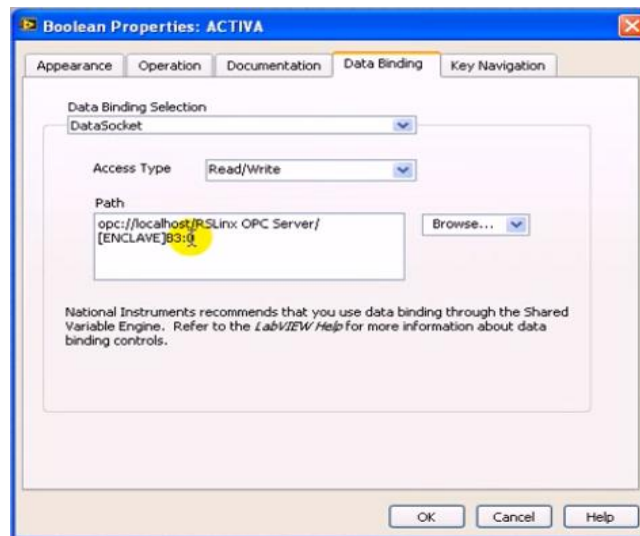 Boolean Properties: ACTIVA
Appearance
Operation
Documentation
Data Binding
Key Navigation
Data Binding Selection
DataSocket
Access Type
Read/Write
Path
opc://localhost/RSLinx OPC Server/
[ENCLAVE]B3:0
Browse...
National Instruments recommends that you use data binding through the Shared
Variable Engine. Refer to the LabVIEW Help for more information about data
binding controls.
OK
Cancel
Help